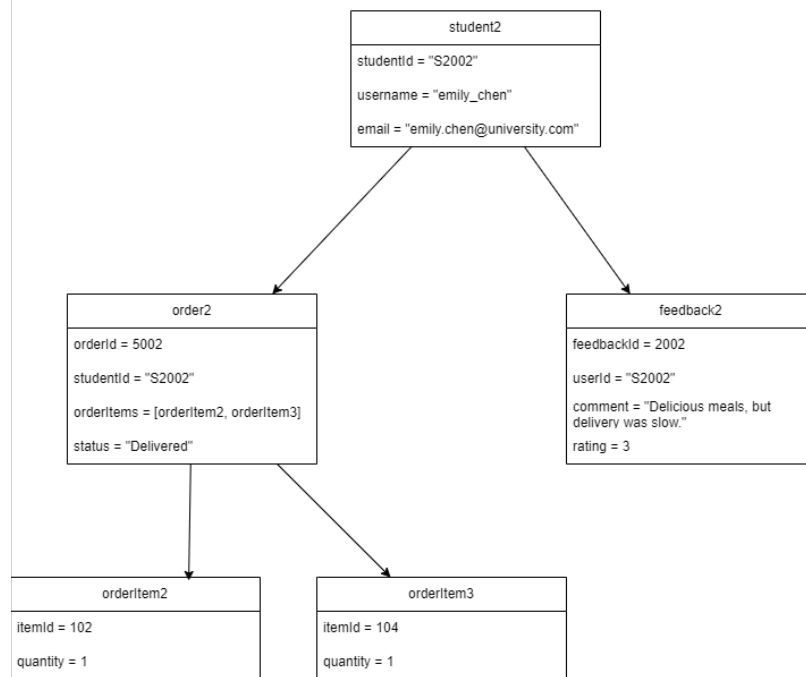 student2
studentId = "S2002"
username = "emily_chen"
email = "emily.chen@university.com"
order2
orderId = 5002
studentId = "S2002"
orderItems = [orderItem2, orderItem3]
status = "Delivered"
feedback2
feedbackId = 2002
userId = "S2002"
comment = "Delicious meals, but
delivery was slow."
rating = 3
orderItem2
itemId = 102
quantity = 1
orderItem3
itemId = 104
quantity = 1